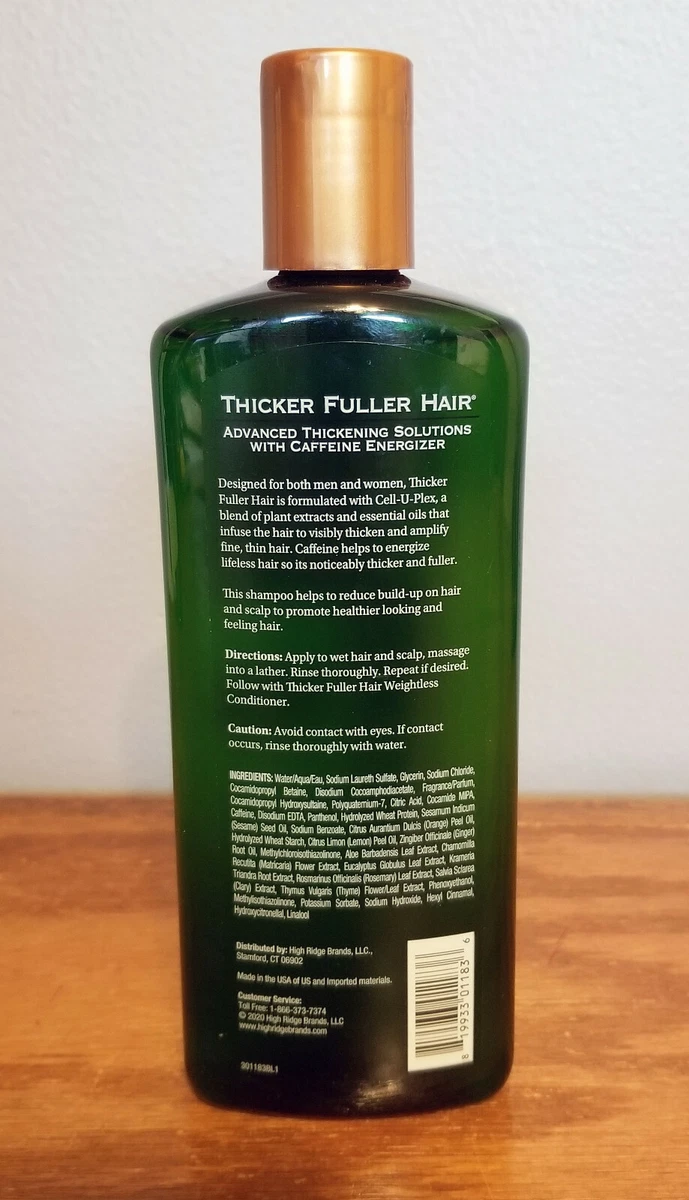 THICKER FULLER HAIR®
ADVANCED THICKENING SOLUTIONS
WITH CAFFEINE ENERGIZER
Designed for both men and women, Thicker
Fuller Hair is formulated with Cell-U-Plex, a
blend of plant extracts and essential oils that
infuse the hair to visibly thicken and amplify
fine, thin hair. Caffeine helps to energize
lifeless hair so its noticeably thicker and fuller.
This shampoo helps to reduce build-up on hair
and scalp to promote healthier looking and
feeling hair.
Directions: Apply to wet hair and scalp, massage
into a lather. Rinse thoroughly. Repeat if desired.
Follow with Thicker Fuller Hair Weightless
Conditioner.
Caution: Avoid contact with eyes. If contact
occurs, rinse thoroughly with water.
INGREDIENTS: Water/Aqua/Eau, Sodium Laureth Sulfate, Glycerin, Sodium Chloride,
Cocamidopropyl Betaine, Disodium Cocoamphodiacetate, Fragrance/Parfum,
Cocamidopropyl Hydroxysultaine, Polyquaternium-7, Citric Acid, Cocamide MIPA,
Caffeine, Disodium EDTA, Panthenol, Hydrolyzed Wheat Protein, Sesamum Indicum
(Sesame) Seed Oil, Sodium Benzoate, Citrus Aurantium Dulcis (Orange) Peel Oil,
Hydrolyzed Wheat Starch, Citrus Limon (Lemon) Peel Oil, Zingiber Officinale (Ginger)
Root Oil, Methylchloroisothiazolinone, Aloe Barbadensis Leaf Extract, Chamomilla
Recutita (Matricaria) Flower Extract, Eucalyptus Globulus Leaf Extract, Krameria
Triandra Root Extract, Rosmarinus Officinalis (Rosemary) Leaf Extract, Salvia Sclarea
(Clary) Extract, Thymus Vulgaris (Thyme) Flower/Leaf Extract, Phenoxyethanol,
Methylisothiazolinone, Potassium Sorbate, Sodium Hydroxide, Hexyl Cinnamal,
Hydroxycitronellal, Linalool
Distributed by: High Ridge Brands, LLC.,
Stamford, CT 06902
Made in the USA of US and Imported materials.
Customer Service:
Toll Free: 1-866-373-7374
© 2020 High Ridge Brands, LLC
www.highridgebrands.com
301183BL1
8 19933 01183 6